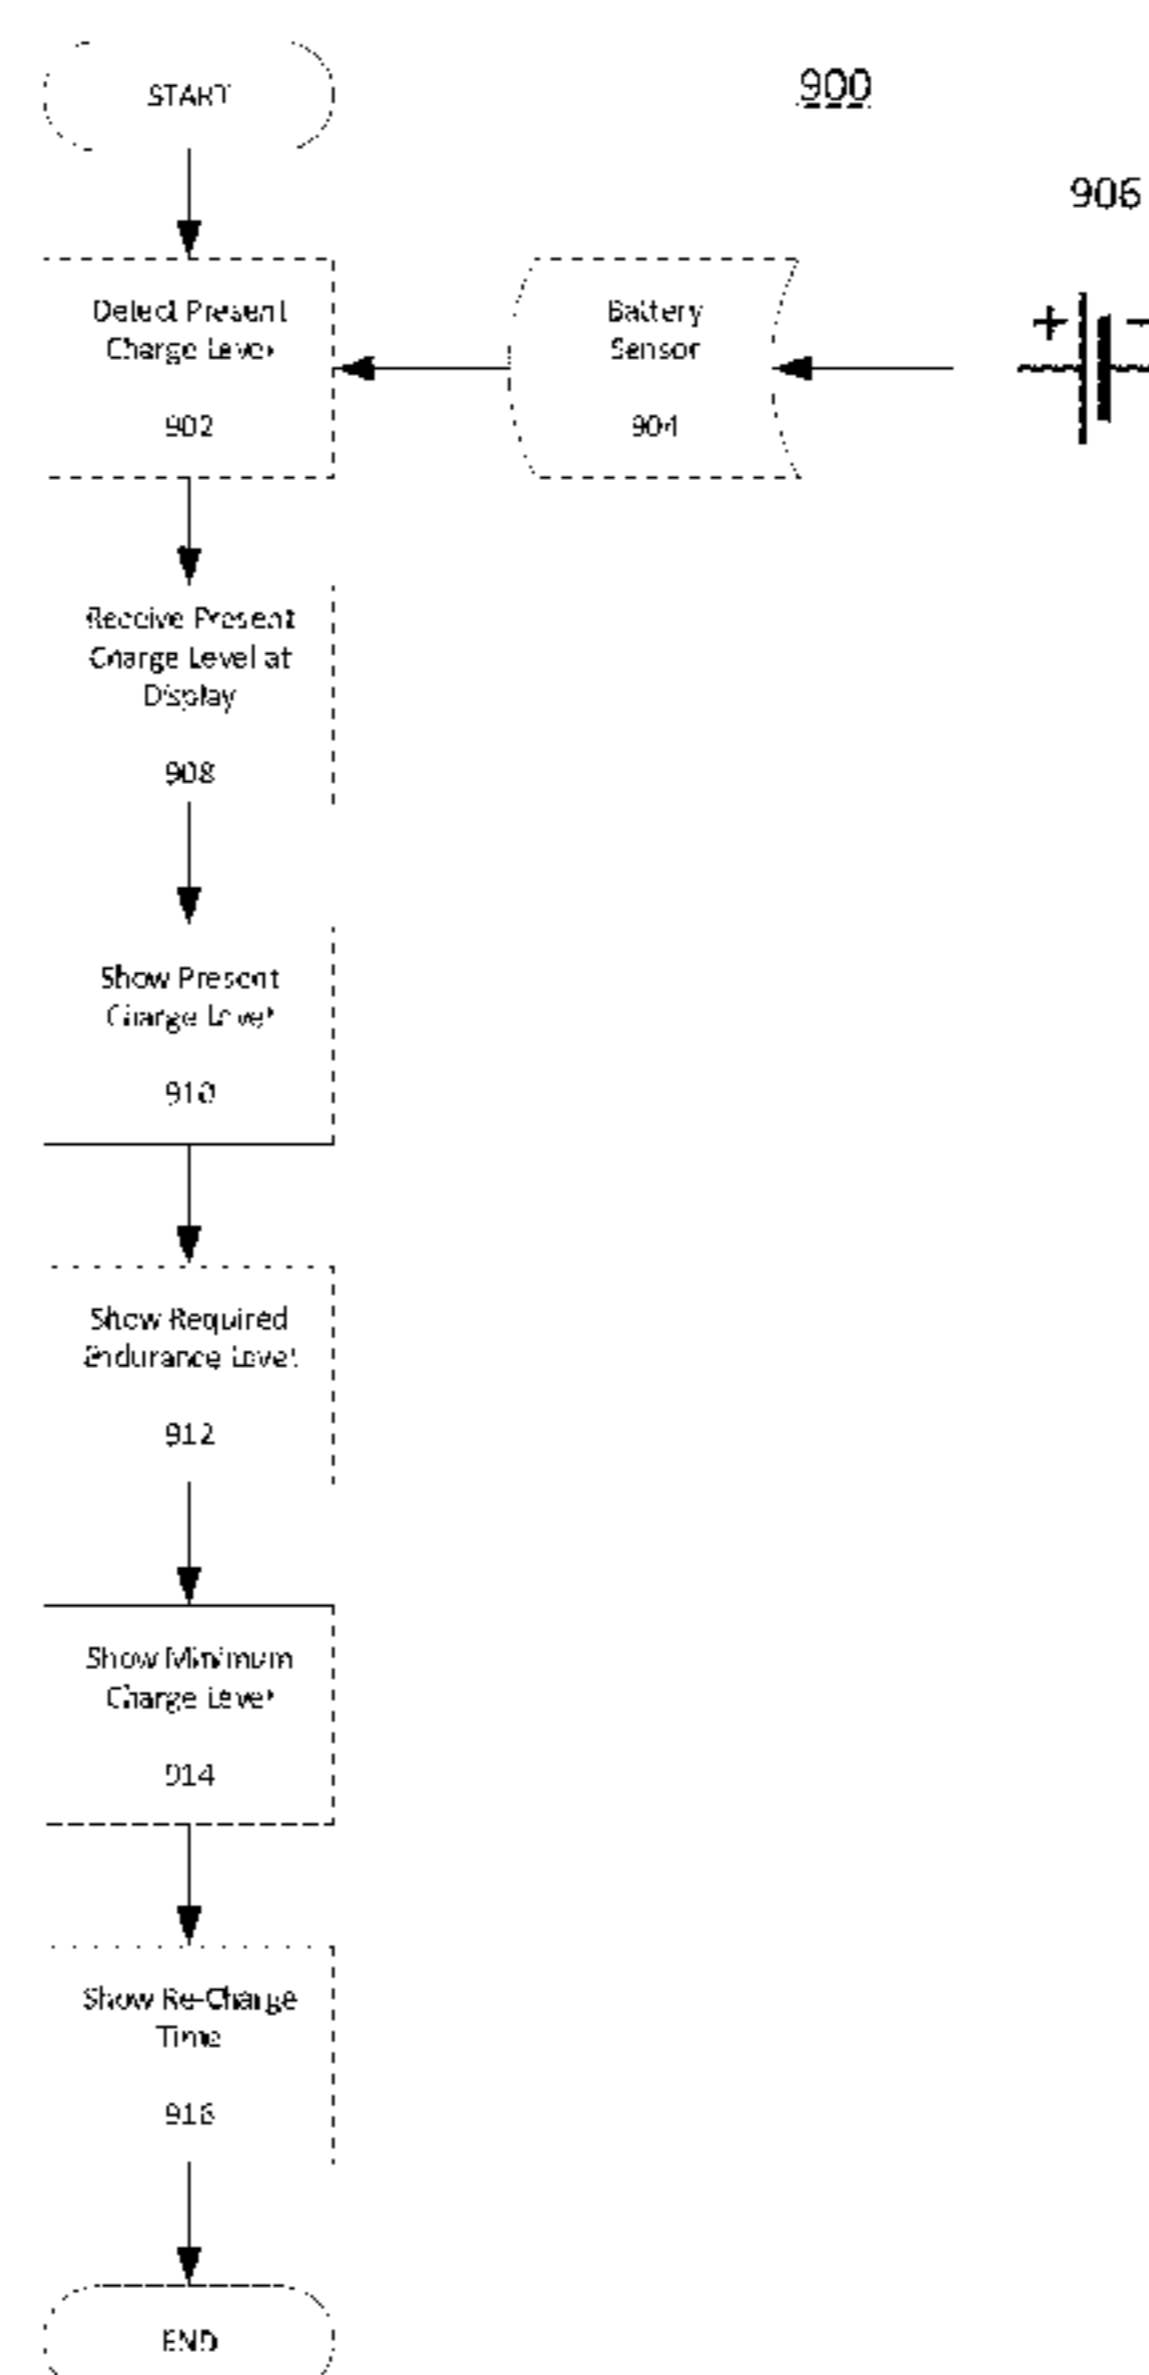 START
900
906
Detect Present
Charge Level
902
Battery
Sensor
904
+
-
Receive Present
Charge Level at
Display
908
Show Present
Charge Level
910
Show Required
Endurance Level
912
Show Minimum
Charge Level
914
Show Re-Charge
Time
916
END